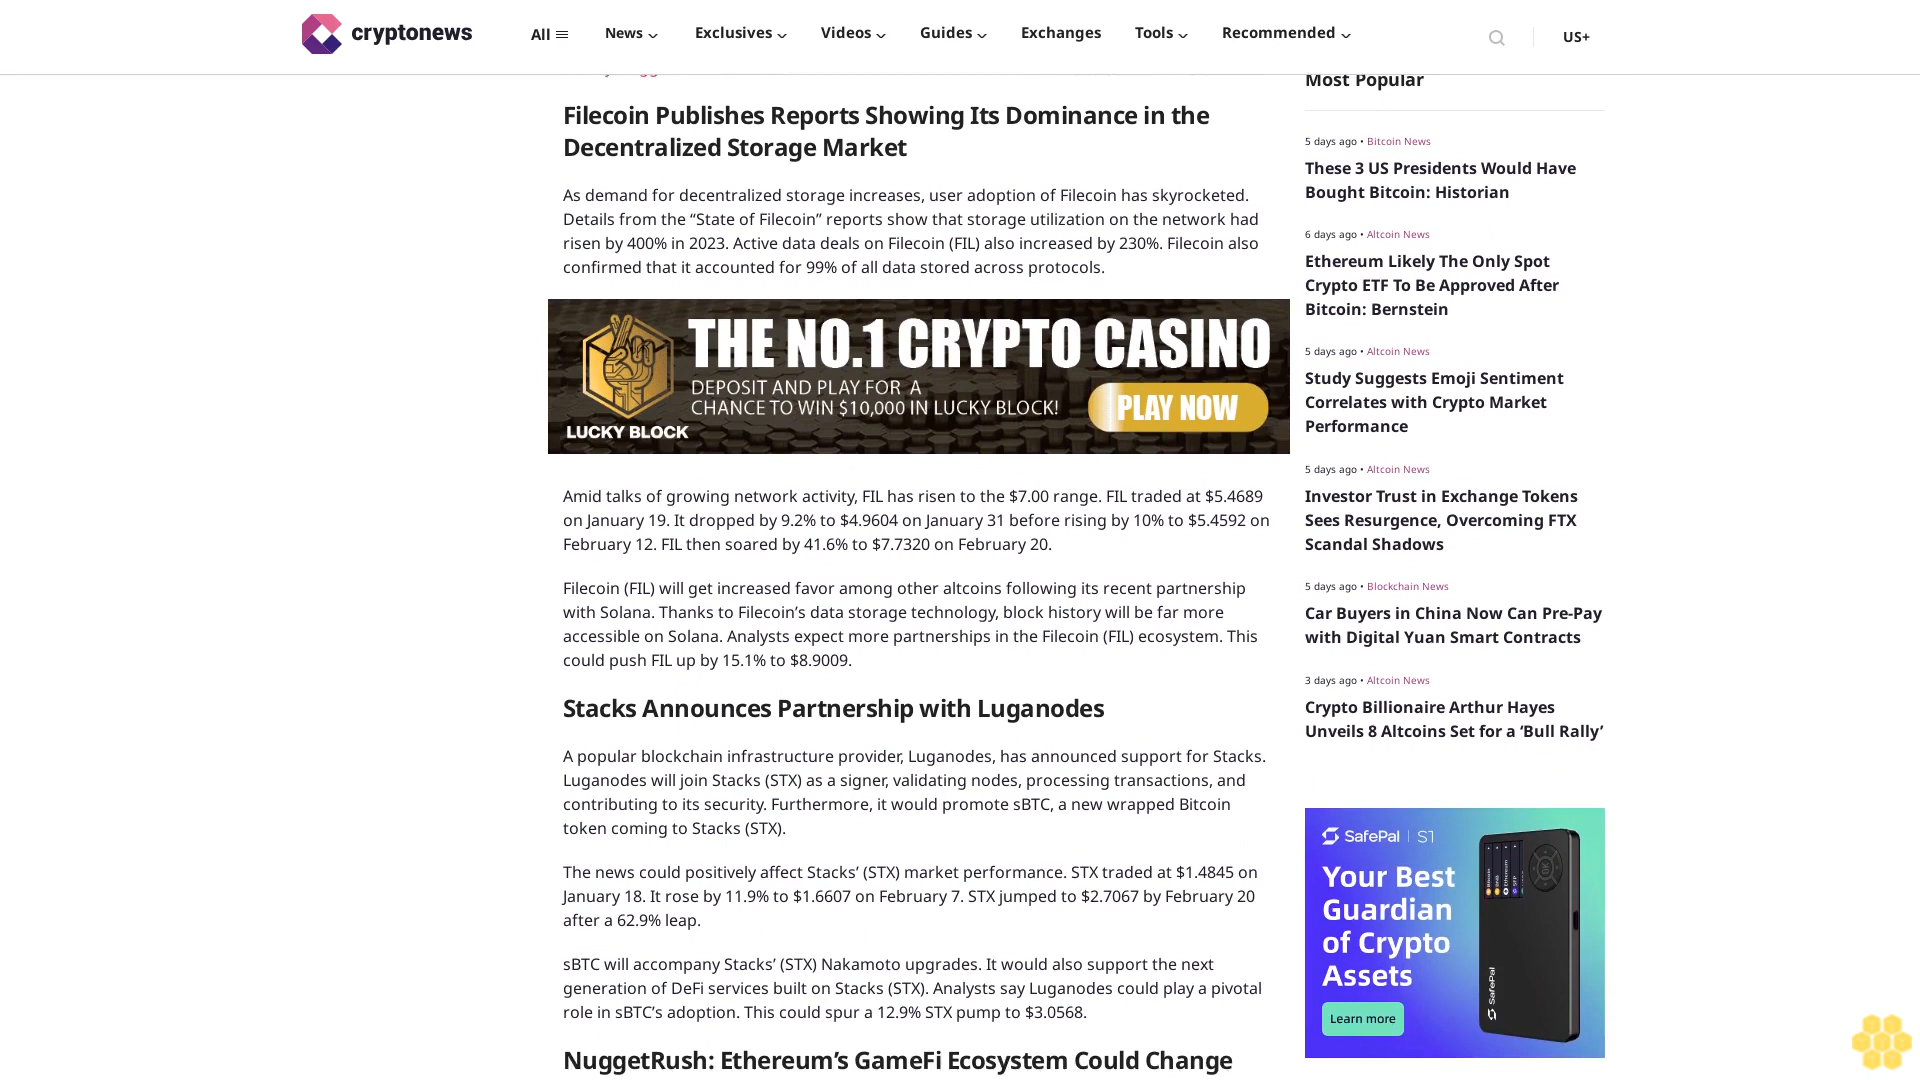 cryptonews
All
News
Exclusives
Videos
Guides
Exchanges
Tools
Recommended
US+
Filecoin Publishes Reports Showing Its Dominance in the
Decentralized Storage Market
As demand for decentralized storage increases, user adoption of Filecoin has skyrocketed.
Details from the “State of Filecoin” reports show that storage utilization on the network had
risen by 400% in 2023. Active data deals on Filecoin (FIL) also increased by 230%. Filecoin also
confirmed that it accounted for 99% of all data stored across protocols.
THE NO.1 CRYPTO CASINO
DEPOSIT AND PLAY FOR A
CHANCE TO WIN $10,000 IN LUCKY BLOCK!
PLAY NOW
LUCKY BLOCK
Amid talks of growing network activity, FIL has risen to the $7.00 range. FIL traded at $5.4689
on January 19. It dropped by 9.2% to $4.9604 on January 31 before rising by 10% to $5.4592 on
February 12. FIL then soared by 41.6% to $7.7320 on February 20.
Filecoin (FIL) will get increased favor among other altcoins following its recent partnership
with Solana. Thanks to Filecoin’s data storage technology, block history will be far more
accessible on Solana. Analysts expect more partnerships in the Filecoin (FIL) ecosystem. This
could push FIL up by 15.1% to $8.9009.
Stacks Announces Partnership with Luganodes
A popular blockchain infrastructure provider, Luganodes, has announced support for Stacks.
Luganodes will join Stacks (STX) as a signer, validating nodes, processing transactions, and
contributing to its security. Furthermore, it would promote sBTC, a new wrapped Bitcoin
token coming to Stacks (STX).
The news could positively affect Stacks’ (STX) market performance. STX traded at $1.4845 on
January 18. It rose by 11.9% to $1.6607 on February 7. STX jumped to $2.7067 by February 20
after a 62.9% leap.
sBTC will accompany Stacks’ (STX) Nakamoto upgrades. It would also support the next
generation of DeFi services built on Stacks (STX). Analysts say Luganodes could play a pivotal
role in sBTC’s adoption. This could spur a 12.9% STX pump to $3.0568.
NuggetRush: Ethereum’s GameFi Ecosystem Could Change
Most Popular
5 days ago • Bitcoin News
These 3 US Presidents Would Have
Bought Bitcoin: Historian
6 days ago • Altcoin News
Ethereum Likely The Only Spot
Crypto ETF To Be Approved After
Bitcoin: Bernstein
5 days ago • Altcoin News
Study Suggests Emoji Sentiment
Correlates with Crypto Market
Performance
5 days ago • Altcoin News
Investor Trust in Exchange Tokens
Sees Resurgence, Overcoming FTX
Scandal Shadows
5 days ago • Blockchain News
Car Buyers in China Now Can Pre-Pay
with Digital Yuan Smart Contracts
3 days ago • Altcoin News
Crypto Billionaire Arthur Hayes
Unveils 8 Altcoins Set for a ‘Bull Rally’
SafePal | S1
Your Best
Guardian
of Crypto
Assets
Learn more
SafePal